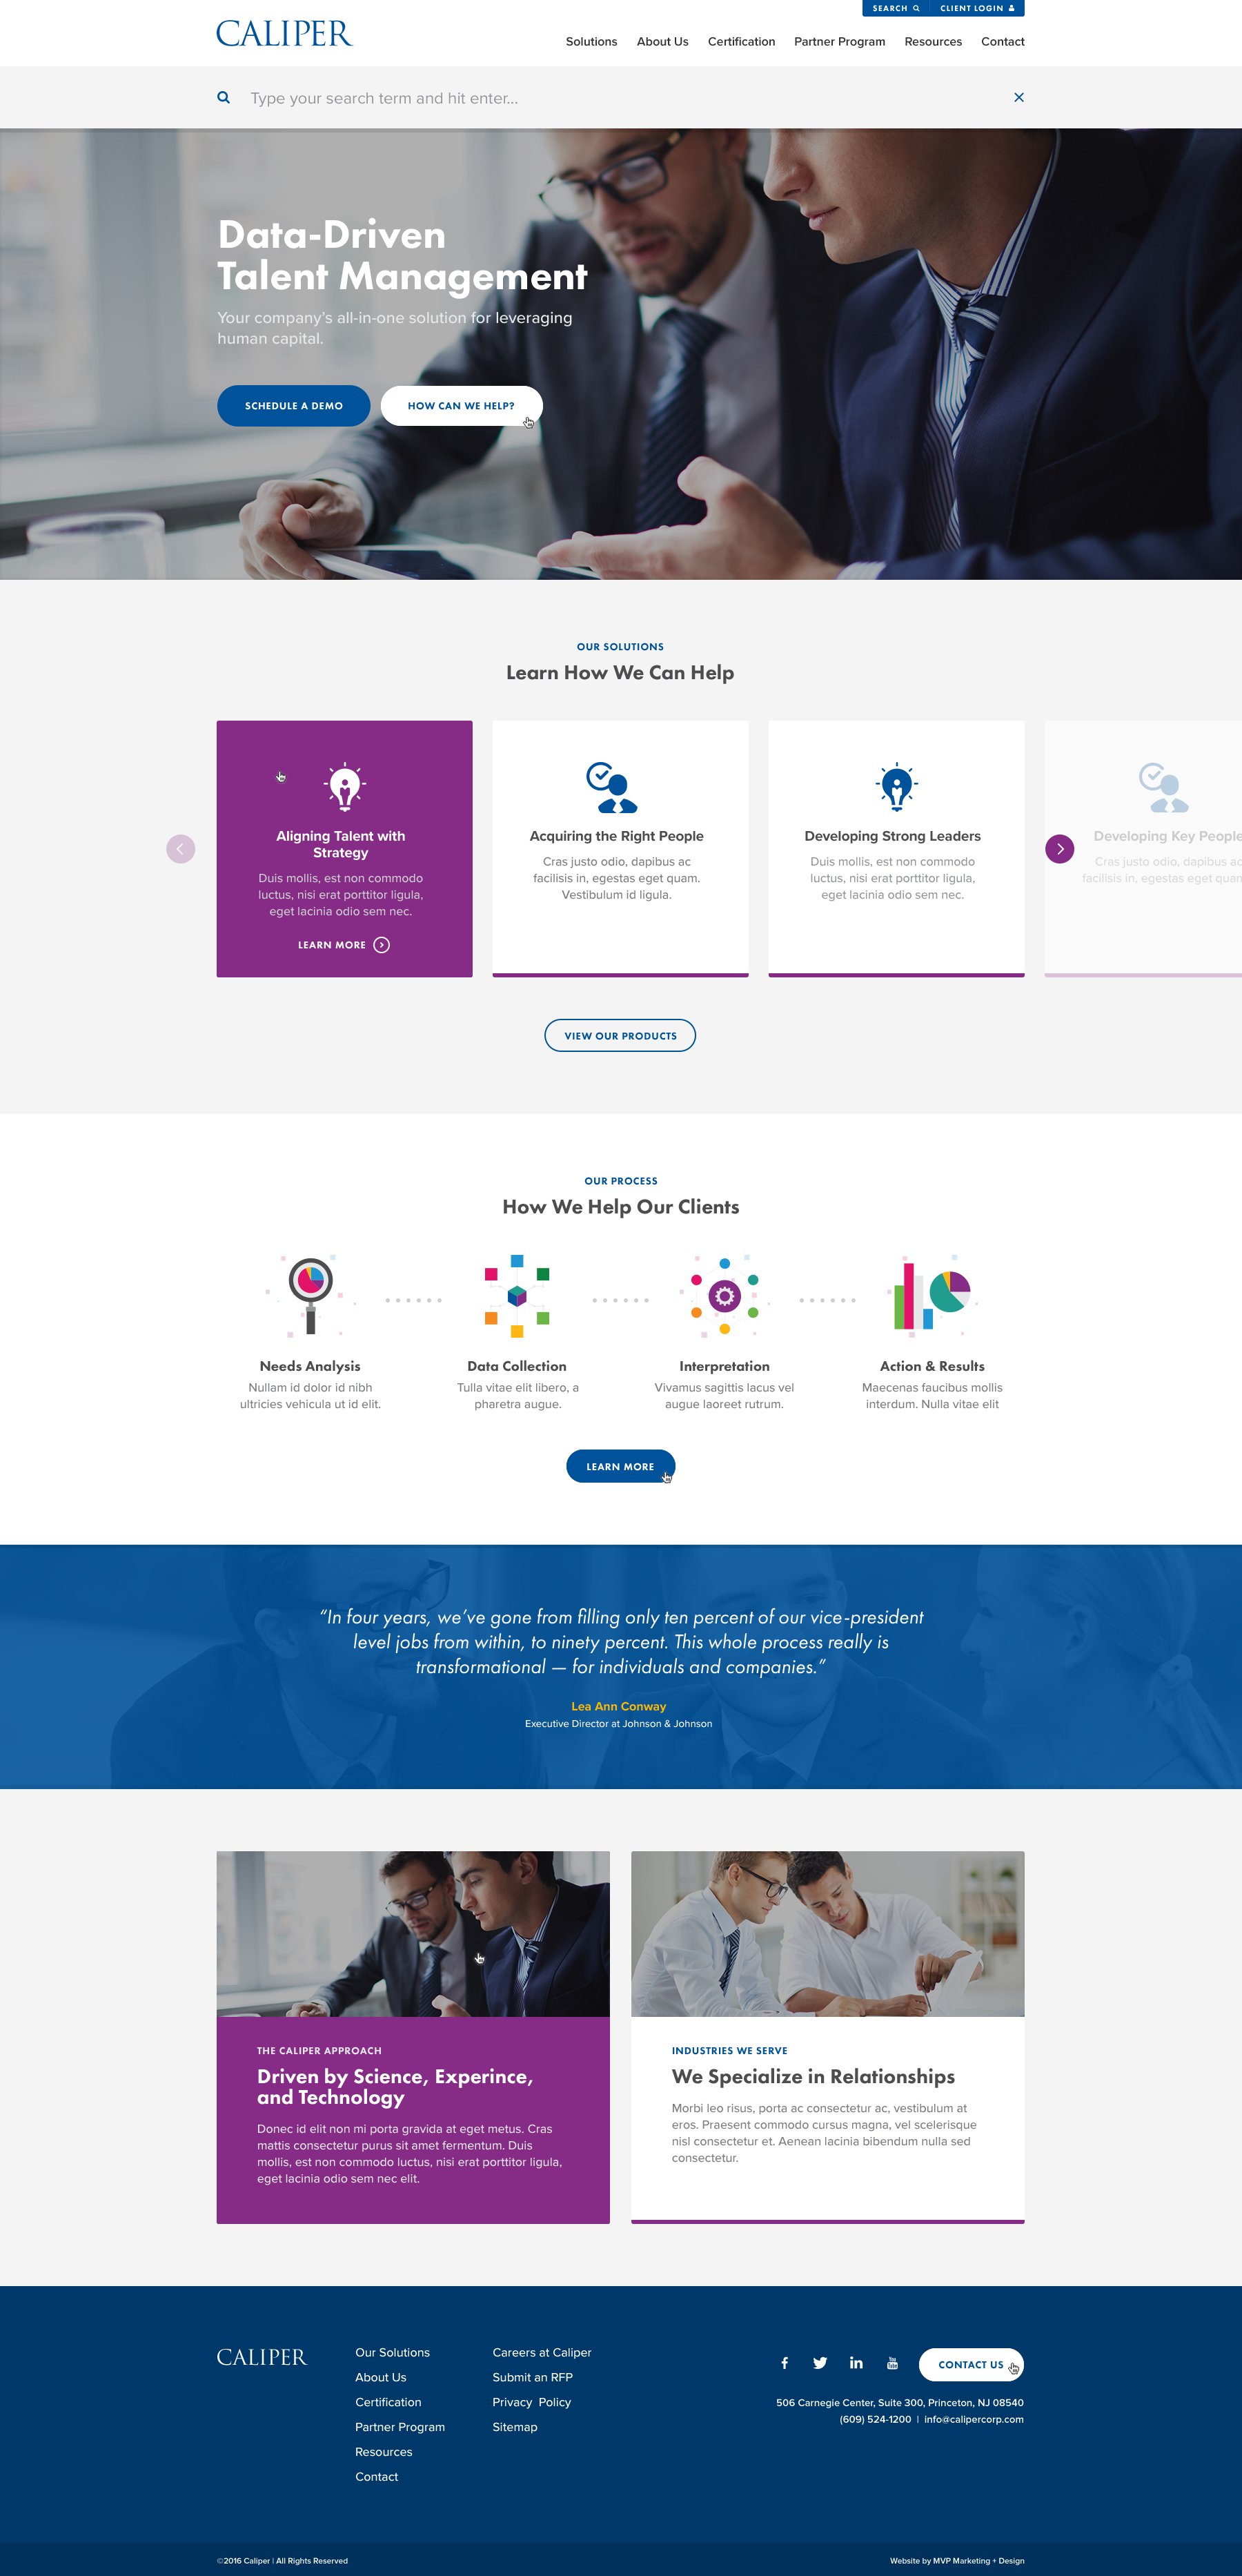 SEARCH
CLIENT LOGIN
CALIPER
Solutions
About Us
Certification
Partner Program
Resources
Contact
Type your search term and hit enter...
Data-Driven
Talent Management
Your company's all-in-one solution for leveraging
human capital.
SCHEDULE A DEMO
HOW CAN WE HELP?
OUR SOLUTIONS
Learn How We Can Help
Aligning Talent with
Strategy
Duis mollis, est non commodo
luctus, nisi erat porttitor ligula,
eget lacinia odio sem nec.
LEARN MORE
Acquiring the Right People
Cras justo odio, dapibus ac
facilisis in, egestas eget quam.
Vestibulum id ligula.
Developing Strong Leaders
Duis mollis, est non commodo
luctus, nisi erat porttitor ligula,
eget lacinia odio sem nec.
Developing Key People
Cras justo odio, dapibus ac
facilisis in, egestas eget quam
VIEW OUR PRODUCTS
OUR PROCESS
How We Help Our Clients
Needs Analysis
Nullam id dolor id nibh
ultricies vehicula ut id elit.
Data Collection
Tulla vitae elit libero, a
pharetra augue.
Interpretation
Vivamus sagittis lacus vel
augue laoreet rutrum.
Action & Results
Maecenas faucibus mollis
interdum. Nulla vitae elit
LEARN MORE
“In four years, we’ve gone from filling only ten percent of our vice-president
level jobs from within, to ninety percent. This whole process really is
transformational — for individuals and companies.”
Lea Ann Conway
Executive Director at Johnson & Johnson
THE CALIPER APPROACH
Driven by Science, Experince,
and Technology
Donec id elit non mi porta gravida at eget metus. Cras
mattis consectetur purus sit amet fermentum. Duis
mollis, est non commodo luctus, nisi erat porttitor ligula,
eget lacinia odio sem nec elit.
INDUSTRIES WE SERVE
We Specialize in Relationships
Morbi leo risus, porta ac consectetur ac, vestibulum at
eros. Praesent commodo cursus magna, vel scelerisque
nisl consectetur et. Aenean lacinia bibendum nulla sed
consectetur.
CALIPER
Our Solutions
About Us
Certification
Partner Program
Resources
Contact
Careers at Caliper
Submit an RFP
Privacy Policy
Sitemap
CONTACT US
506 Carnegie Center, Suite 300, Princeton, NJ 08540
(609) 524-1200 | info@calipercorp.com
©2016 Caliper | All Rights Reserved
Website by MVP Marketing + Design